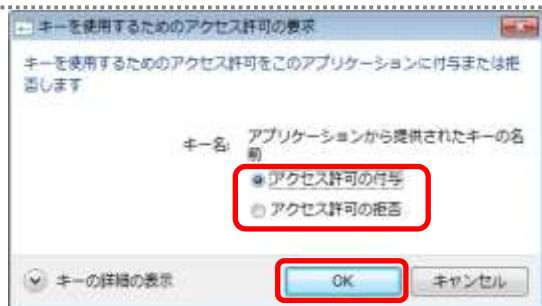 キーを使用するためのアクセス許可の要求
キーを使用するためのアクセス許可をこのアプリケーションに付与または拒
否します
キー名: アプリケーションから提供されたキーの名
前
アクセス許可の付与
アクセス許可の拒否
キーの詳細の表示 OK キャンセル